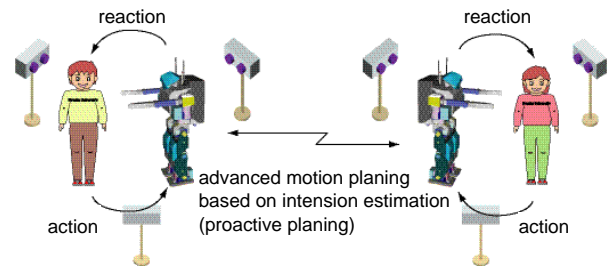 reaction
reaction
advanced motion planing
based on intension estimation
(proactive planing)
action
action